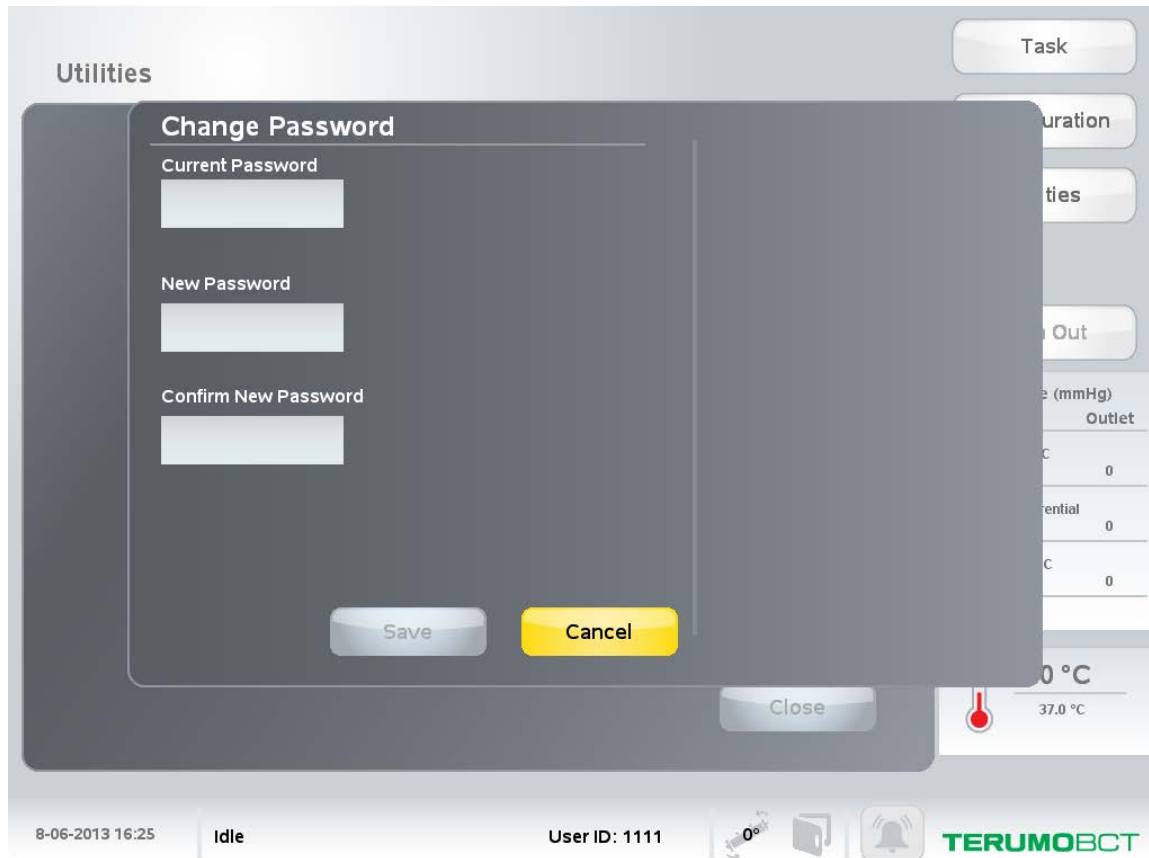 Utilities
Task
Change Password
uration
Current Password
ties
New Password
Out
Confirm New Password
e (mmHg)
Outlet
C
0
rential
0
C
0
Save
Cancel
0 °C
Close
37.0 °C
8-06-2013 16:25
Idle
User ID: 1111
0°
TERUMOBCT